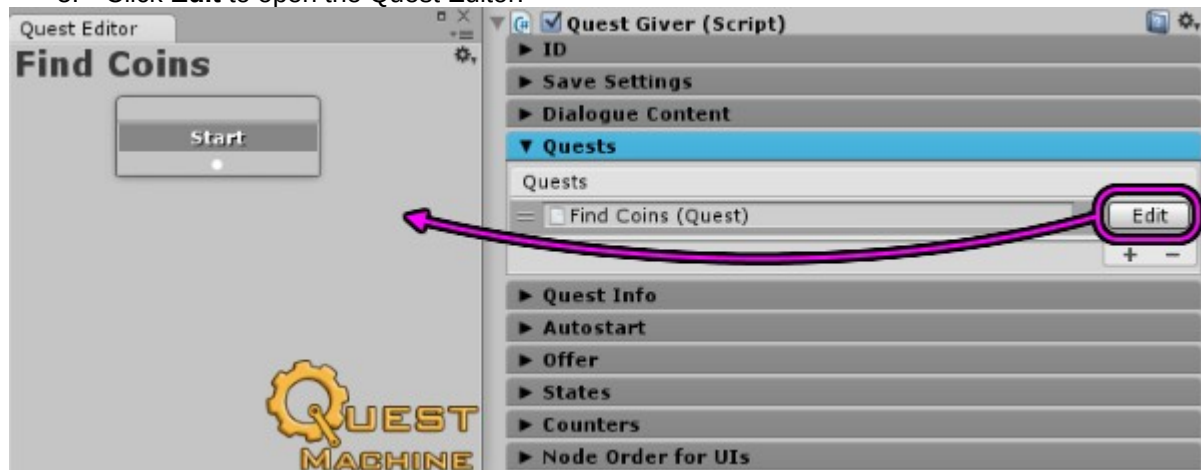 Click Edit to open the Quest Editor.
Quest Editor
Find Coins
Start
QUEST
MACHINE
Quest Giver (Script)
ID
Save Settings
Dialogue Content
Quests
Quests
Find Coins (Quest)
Edit
+ -
Quest Info
Autostart
Offer
States
Counters
Node Order for UIs